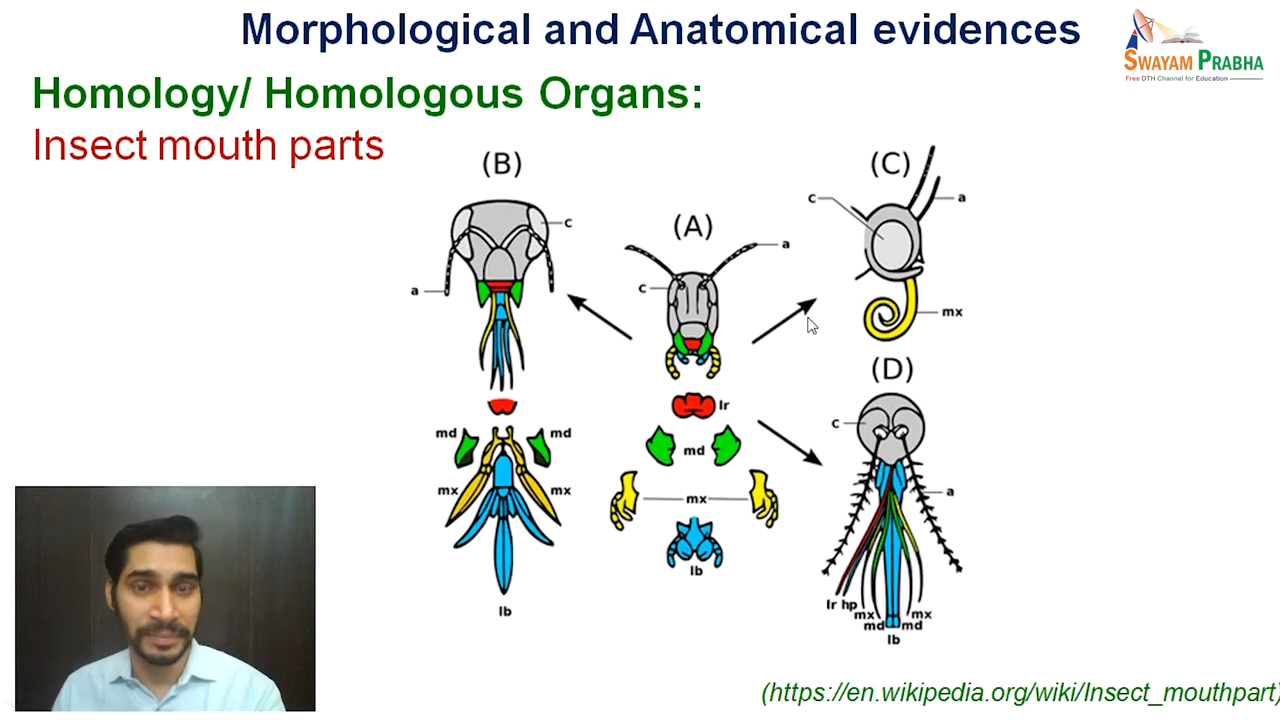 Morphological and Anatomical evidences
SWAYAM PRABHA
Free DTH Channel for Education
Homology/ Homologous Organs:
Insect mouth parts
(B)
(C)
(A)
(D)
c
a
a
c
c
a
mx
lr
md
mx
lb
md
md
mx
mx
lb
c
a
lr hp
mx
mx
md
md
lb
(https://en.wikipedia.org/wiki/Insect_mouthpart)